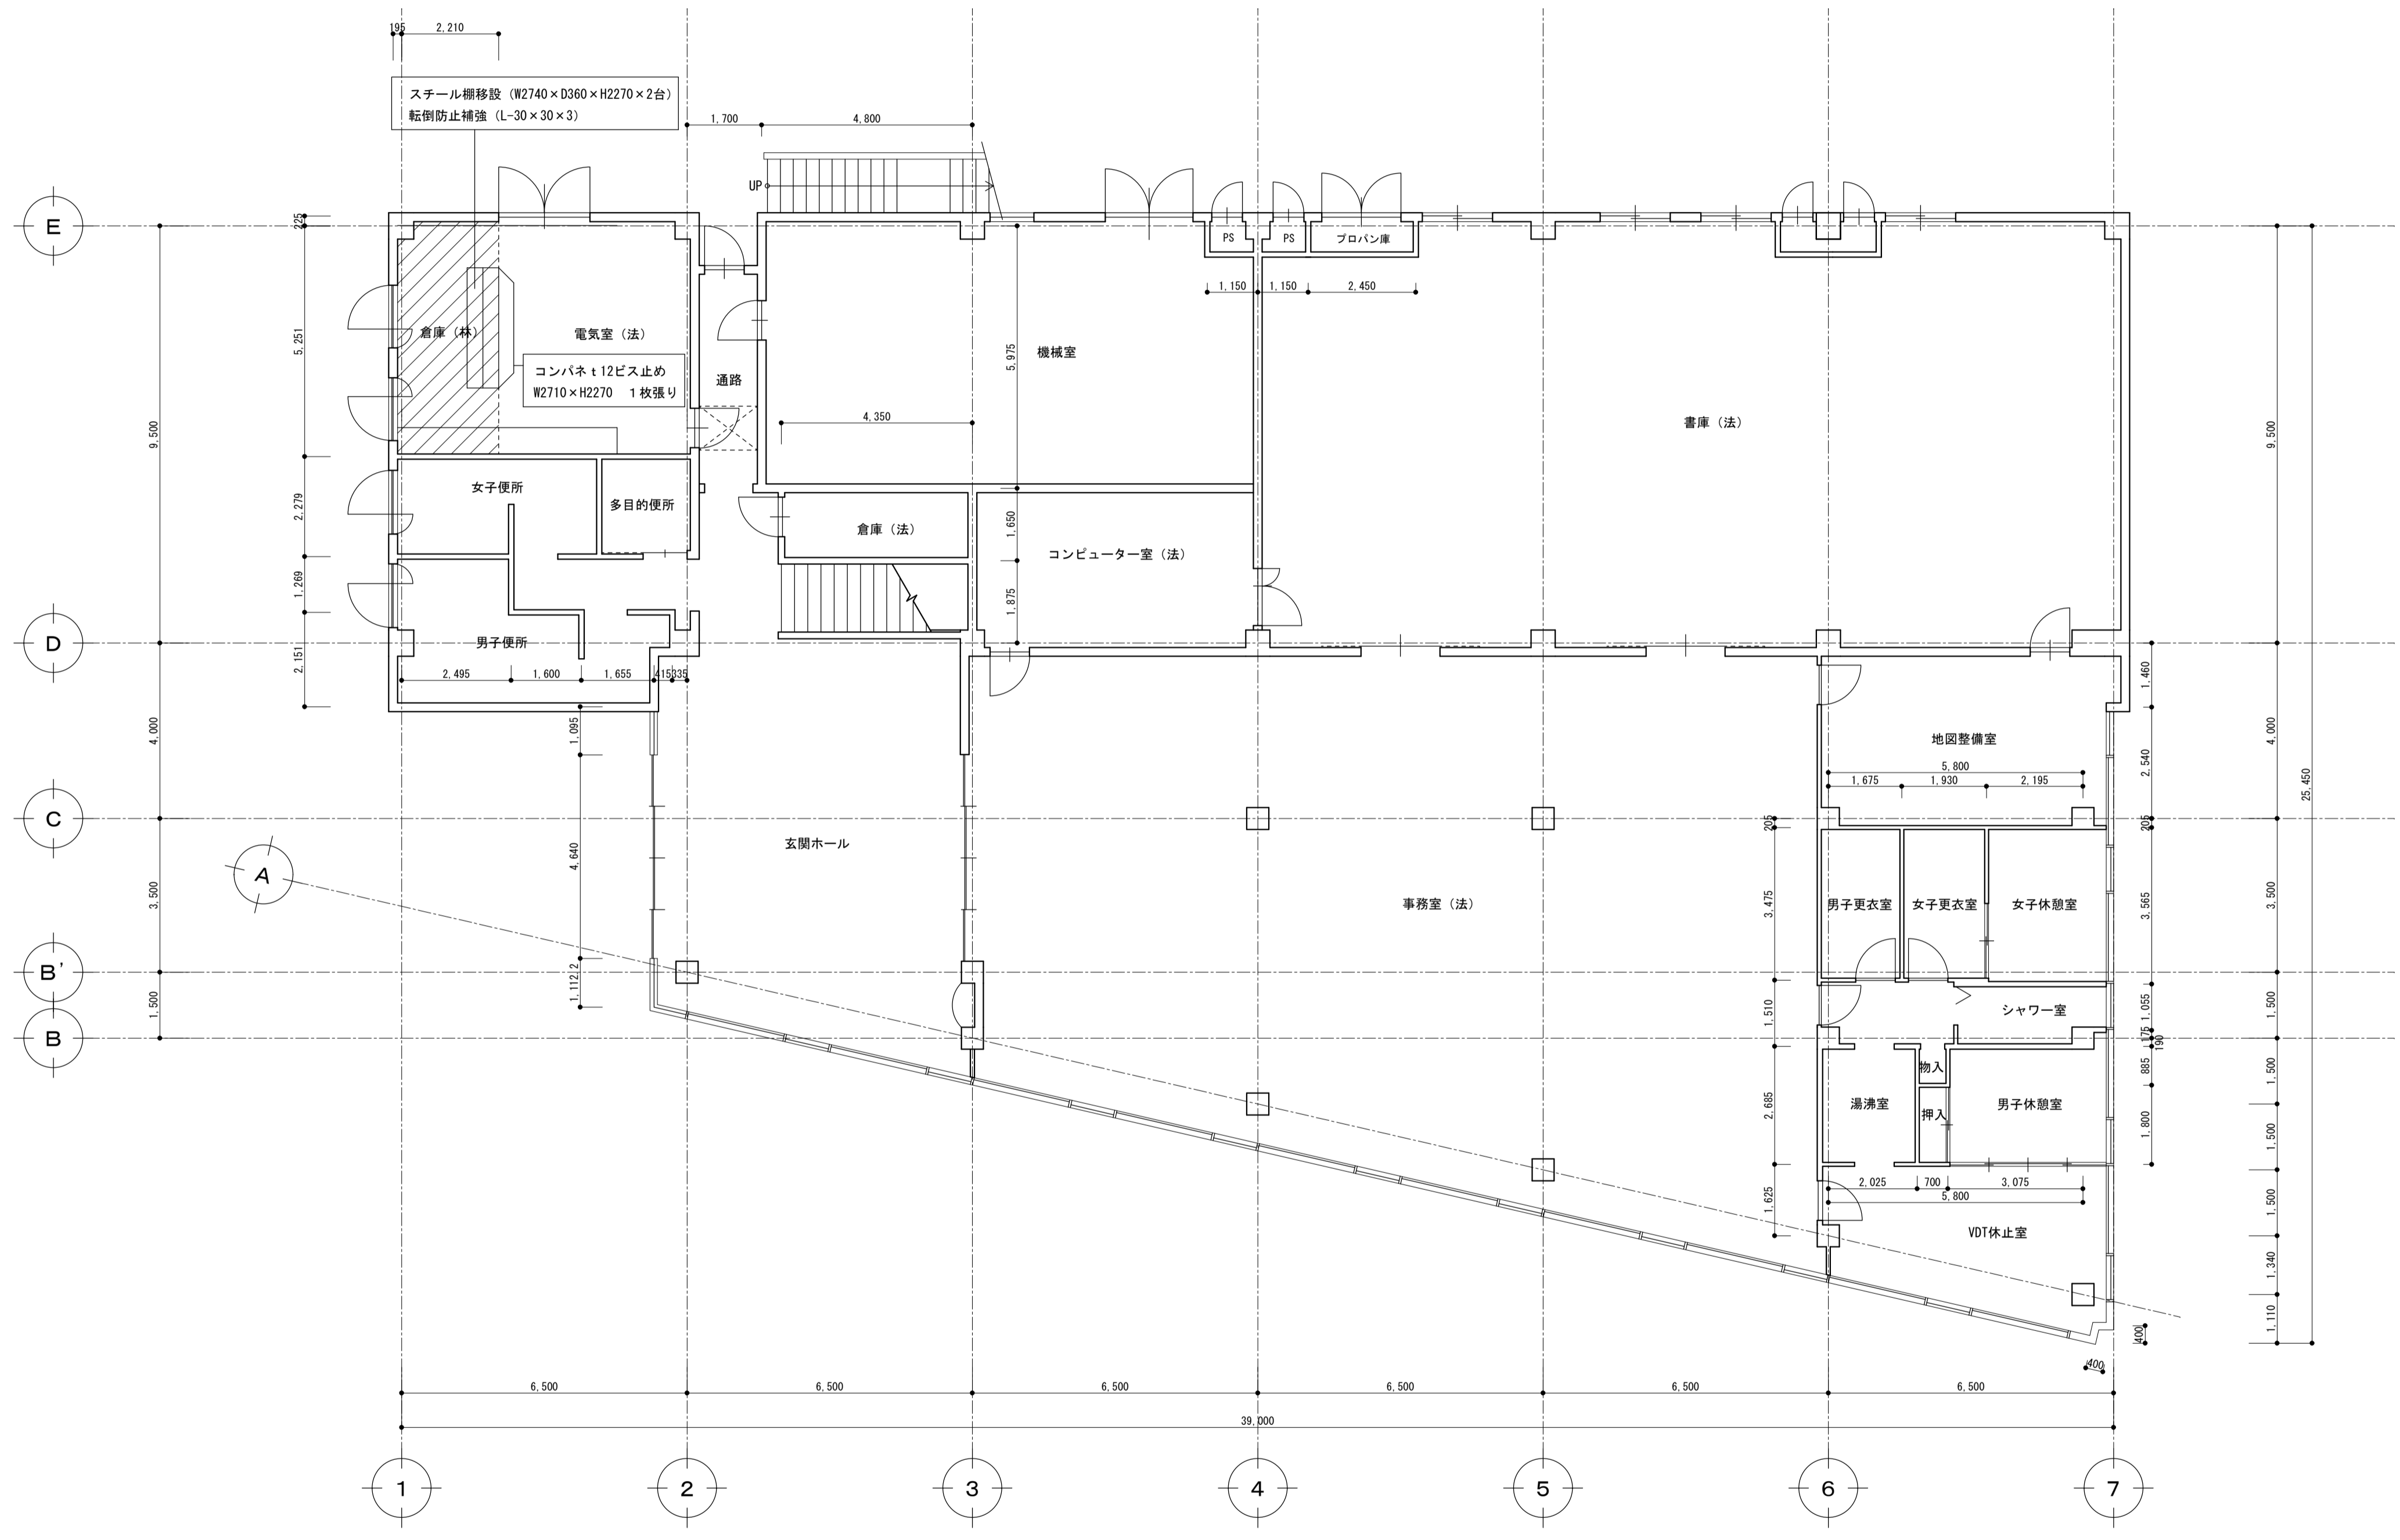 195
2,210
スチール棚移設（W2740×D360×H2270×2台）
転倒防止補強（L-30×30×3）
1,700
4,800
UP
E
225
PS
PS
プロパン庫
1,150
1,150
2,450
5,251
倉庫（林）
電気室（法）
コンパネｔ12ビス止め
W2710×H2270　１枚張り
通路
機械室
5,975
4,350
書庫（法）
9,500
9,500
女子便所
多目的便所
2,279
倉庫（法）
1,650
コンピューター室（法）
1,269
1,875
D
男子便所
2,151
2,495
1,600
1,655
415
335
1,460
4,000
1,095
地図整備室
5,800
1,675
1,930
2,195
2,540
4,000
25,450
C
205
205
玄関ホール
A
4,640
3,500
事務室（法）
3,475
男子更衣室
女子更衣室
女子休憩室
3,565
3,500
B'
1,112.2
1,500
1,510
シャワー室
1,055
1,500
B
175
190
物入
885
1,500
湯沸室
押入
男子休憩室
2,685
1,800
1,500
2,025
700
3,075
5,800
1,625
1,500
VDT休止室
1,340
1,110
400
400
6,500
6,500
6,500
6,500
6,500
6,500
39,000
1
2
3
4
5
6
7